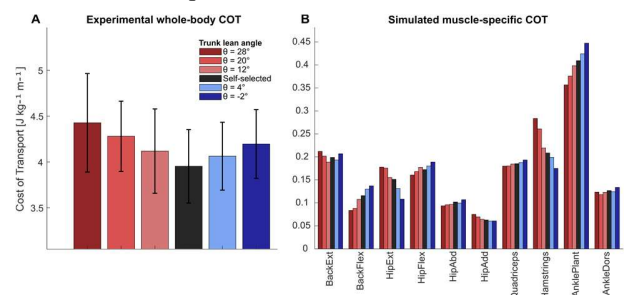 A
Experimental whole-body COT
Cost of Transport [J kg⁻¹ m⁻¹]
5
4.5
4
3.5
Trunk lean angle
θ = 28°
θ = 20°
θ = 12°
Self-selected
θ = 4°
θ = -2°
B
Simulated muscle-specific COT
0.45
0.4
0.35
0.3
0.25
0.2
0.15
0.1
0.05
0
BackExt
BackFlex
HipExt
HipFlex
HipAbd
HipAdd
Quadriceps
Hamstrings
AnklePlant
AnkleDors